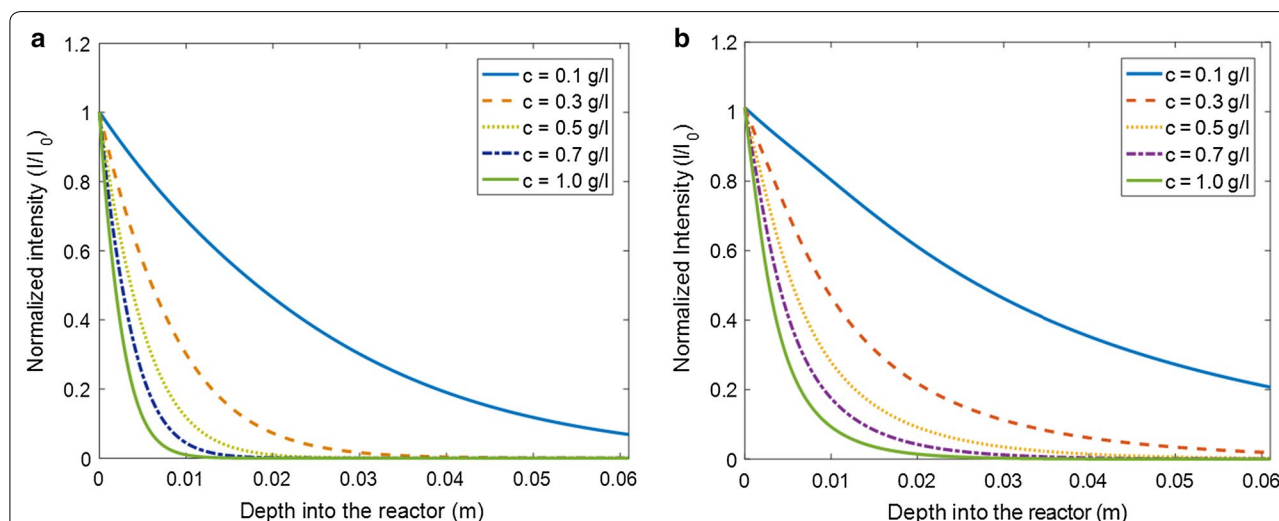 a
1.2
1
0.8
0.6
0.4
0.2
0
Normalized intensity (I/I0)
c = 0.1 g/l
c = 0.3 g/l
c = 0.5 g/l
c = 0.7 g/l
c = 1.0 g/l
0 0.01 0.02 0.03 0.04 0.05 0.06
Depth into the reactor (m)
b
1.2
1
0.8
0.6
0.4
0.2
0
Normalized Intensity (I/I0)
c = 0.1 g/l
c = 0.3 g/l
c = 0.5 g/l
c = 0.7 g/l
c = 1.0 g/l
0 0.01 0.02 0.03 0.04 0.05 0.06
Depth into the reactor (m)